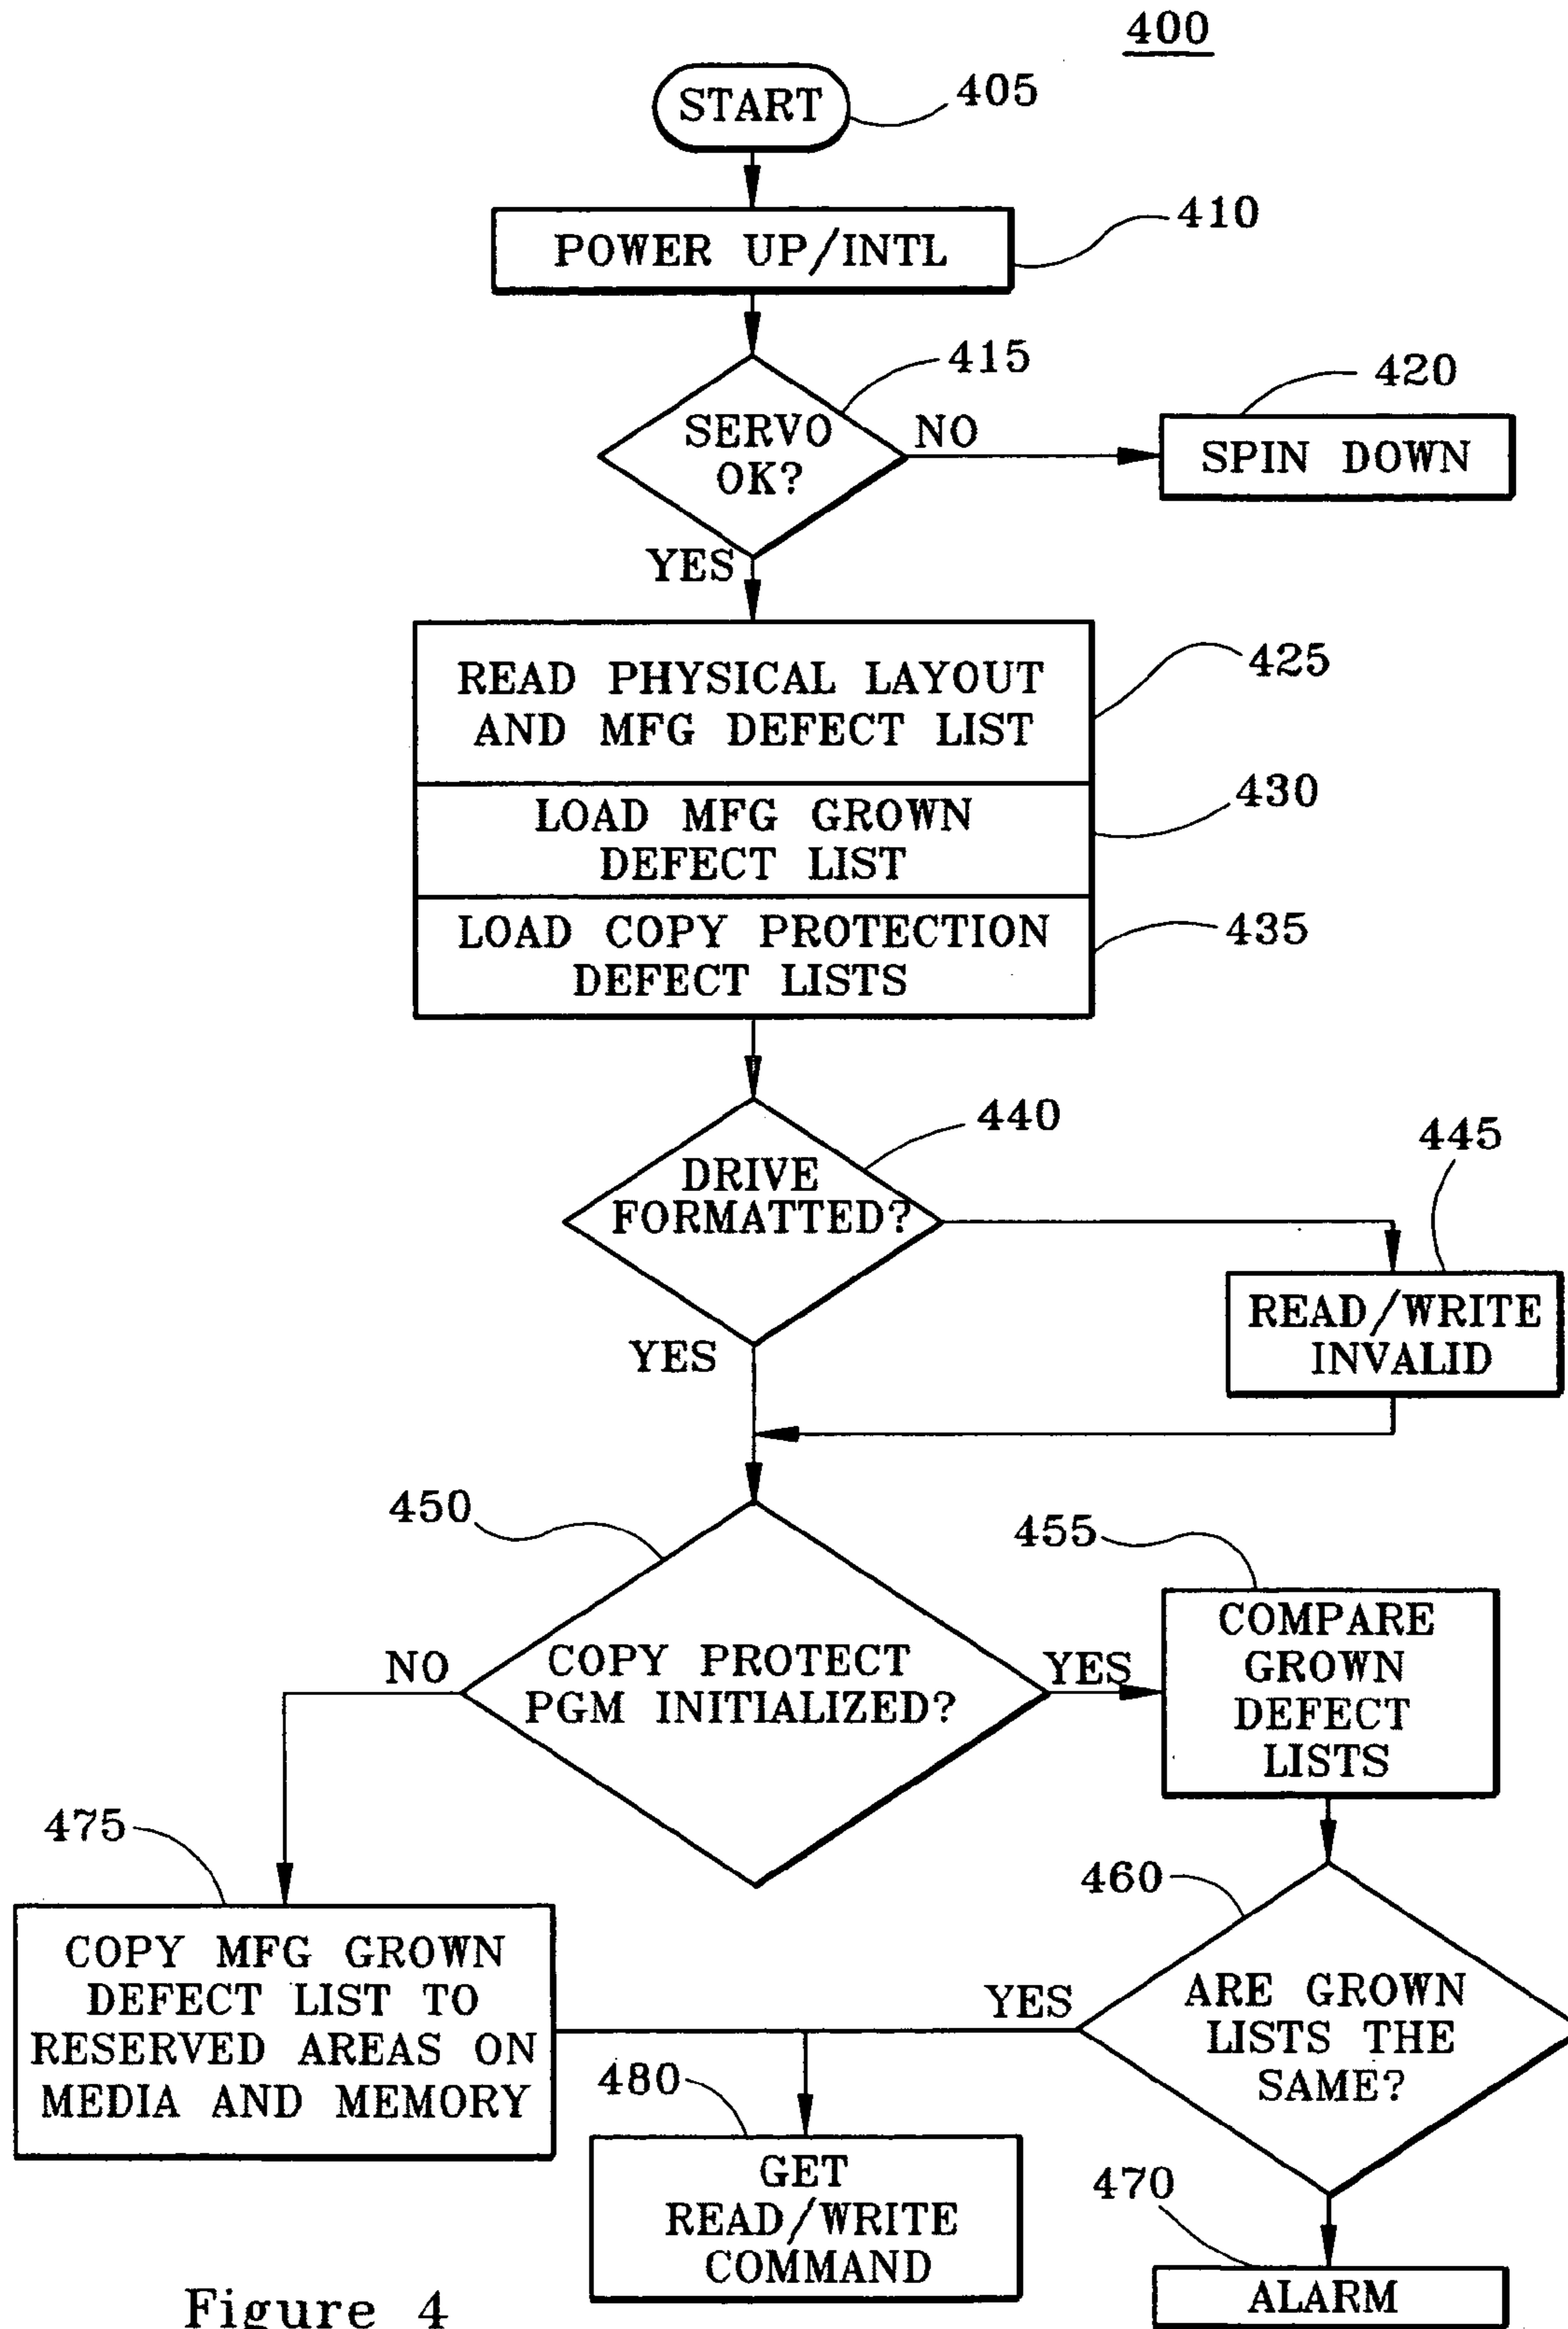 400
START
405
POWER UP/INTL
410
SERVO
OK?
415
NO
420
SPIN DOWN
YES
READ PHYSICAL LAYOUT
AND MFG DEFECT LIST
425
LOAD MFG GROWN
DEFECT LIST
430
LOAD COPY PROTECTION
DEFECT LISTS
435
DRIVE
FORMATTED?
440
445
READ/WRITE
INVALID
YES
450
COPY PROTECT
PGM INITIALIZED?
NO
YES
455
COMPARE
GROWN
DEFECT
LISTS
475
COPY MFG GROWN
DEFECT LIST TO
RESERVED AREAS ON
MEDIA AND MEMORY
460
ARE GROWN
LISTS THE
SAME?
YES
480
GET
READ/WRITE
COMMAND
470
ALARM
Figure 4